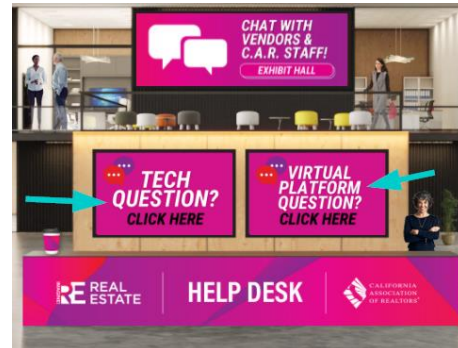 CHAT WITH
VENDORS &
C.A.R. STAFF!
EXHIBIT HALL
TECH
QUESTION?
CLICK HERE
VIRTUAL
PLATFORM
QUESTION?
CLICK HERE
RE REAL
ESTATE
HELP DESK
CALIFORNIA
ASSOCIATION
OF REALTORS®